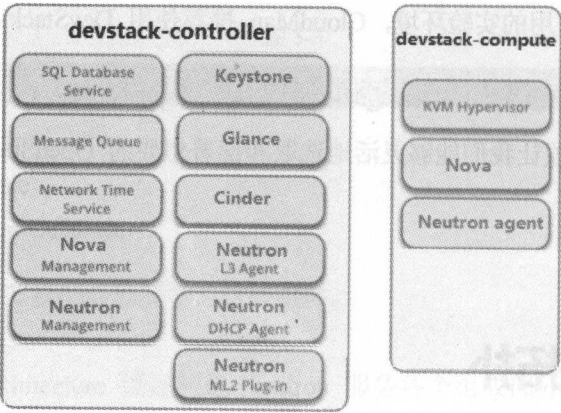 devstack-controller
SQL Database
Service
Message Queue
Network Time
Service
Nova
Management
Neutron
Management
Keystone
Glance
Cinder
Neutron
L3 Agent
Neutron
DHCP Agent
Neutron
ML2 Plug-in
devstack-compute
KVM Hypervisor
Nova
Neutron agent